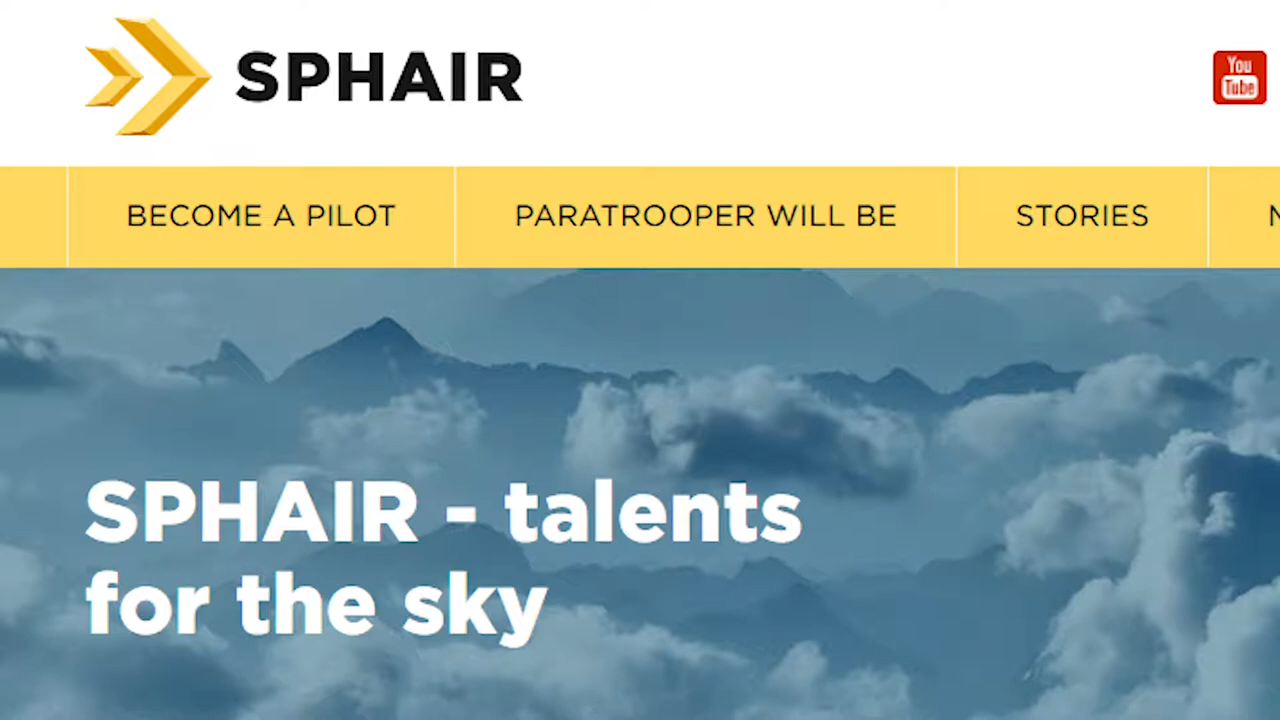 SPHAIR
You
Tube
BECOME A PILOT
PARATROOPER WILL BE
STORIES
SPHAIR - talents
for the sky